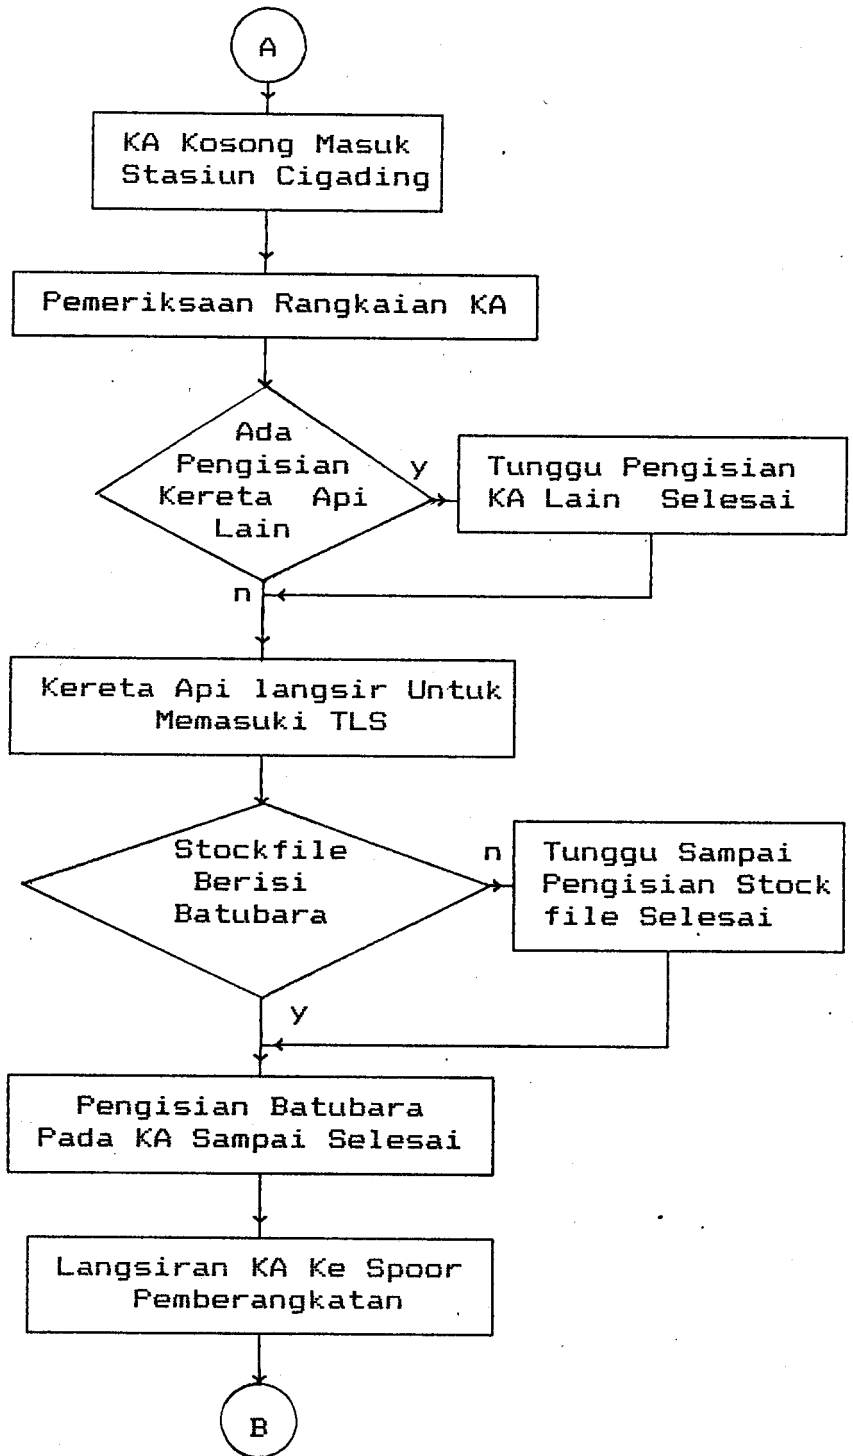 A
KA Kosong Masuk
Stasiun Cigading
Pemeriksaan Rangkaian KA
Ada
Pengisian
Kereta Api
Lain
y
Tunggu Pengisian
KA Lain Selesai
n
Kereta Api langsir Untuk
Memasuki TLS
Stockfile
Berisi
Batubara
n
Tunggu Sampai
Pengisian Stock
file Selesai
y
Pengisian Batubara
Pada KA Sampai Selesai
Langsiran KA Ke Spoor
Pemberangkatan
B